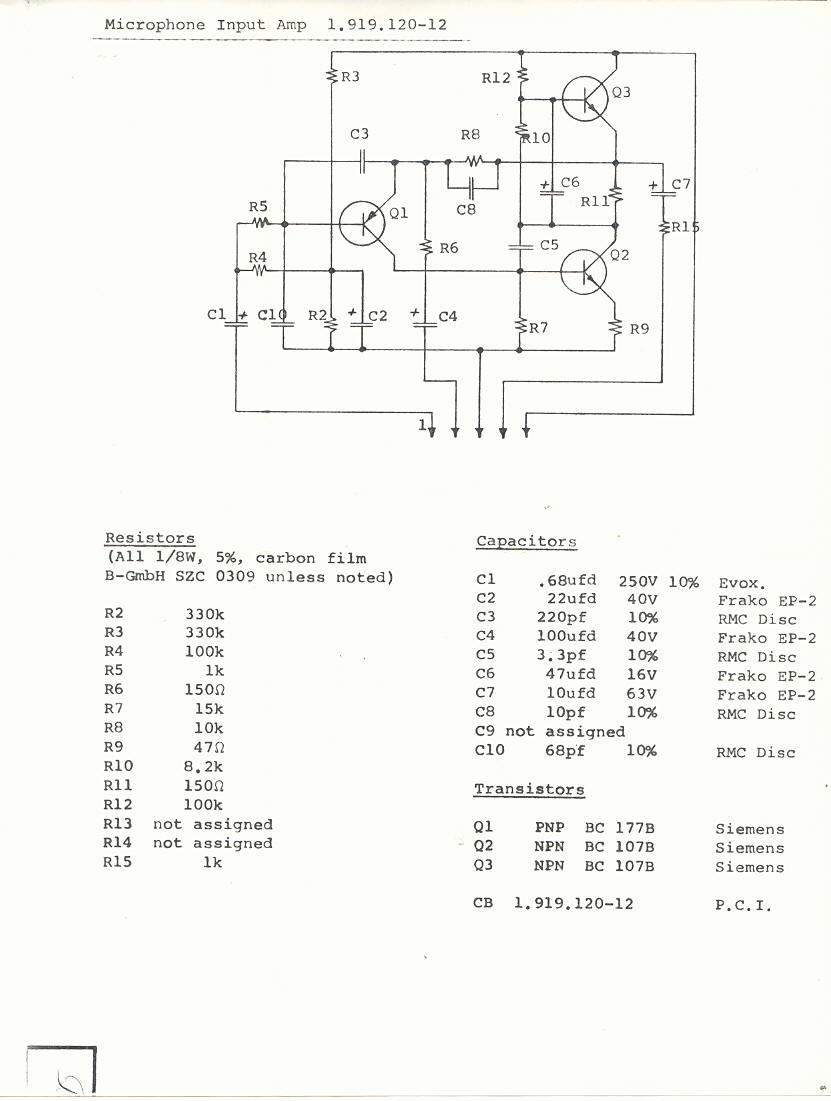 Microphone Input Amp 1.919.120-12
R3
R12
Q3
R10
C3
R8
C6
C7
C8
R11
R5
Q1
R15
R6
C5
Q2
R4
C1 + C10
R2
+ C2
+ C4
R7
R9
+
+
1
Resistors
(All 1/8W, 5%, carbon film
B-GmbH SZC 0309 unless noted)
R2 330k
R3 330k
R4 100k
R5 1k
R6 150Ω
R7 15k
R8 10k
R9 47Ω
R10 8.2k
R11 150Ω
R12 100k
R13 not assigned
R14 not assigned
R15 1k
Capacitors
C1 .68ufd 250V 10% Evox.
C2 22ufd 40V Frako EP-2
C3 220pf 10% RMC Disc
C4 100ufd 40V Frako EP-2
C5 3.3pf 10% RMC Disc
C6 47ufd 16V Frako EP-2
C7 10ufd 63V Frako EP-2
C8 10pf 10% RMC Disc
C9 not assigned
C10 68pf 10% RMC Disc
Transistors
Q1 PNP BC 177B Siemens
Q2 NPN BC 107B Siemens
Q3 NPN BC 107B Siemens
CB 1.919.120-12 P.C.I.